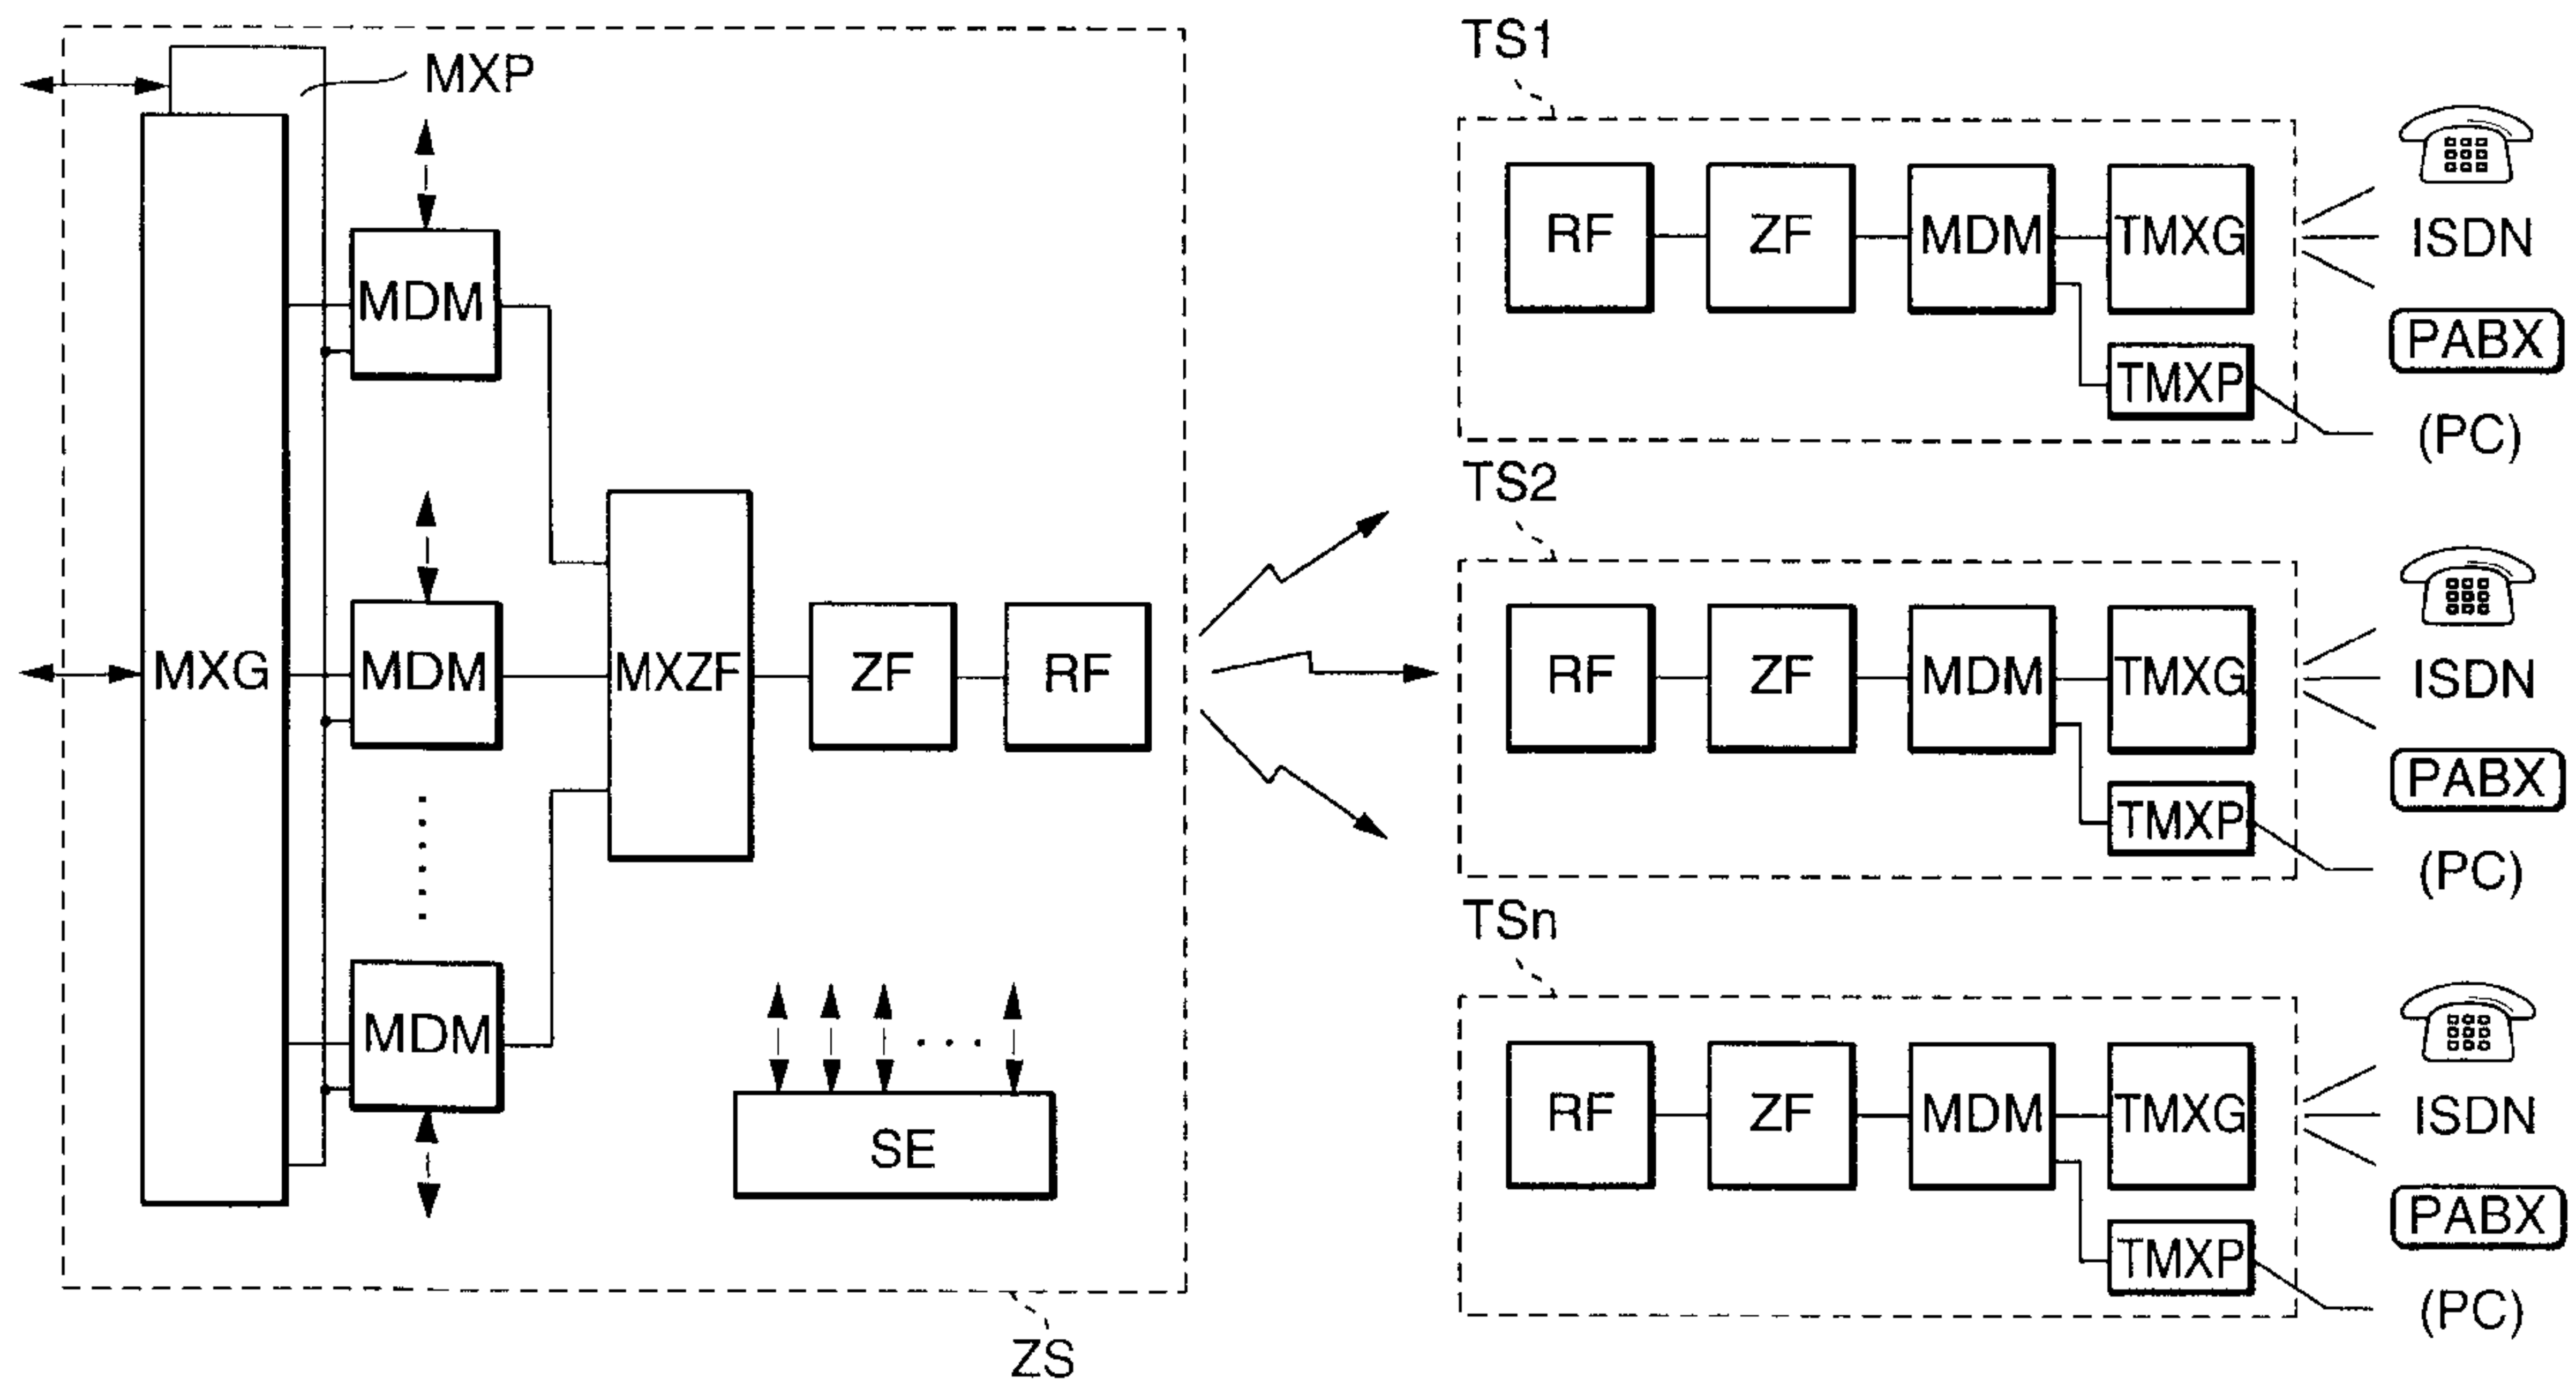 MXP
MDM
MXG
MDM
MXZF
ZF
RF
MDM
SE
ZS
TS1
RF
ZF
MDM
TMXG
TMXP
ISDN
PABX
(PC)
TS2
RF
ZF
MDM
TMXG
TMXP
ISDN
PABX
(PC)
TSn
RF
ZF
MDM
TMXG
TMXP
ISDN
PABX
(PC)